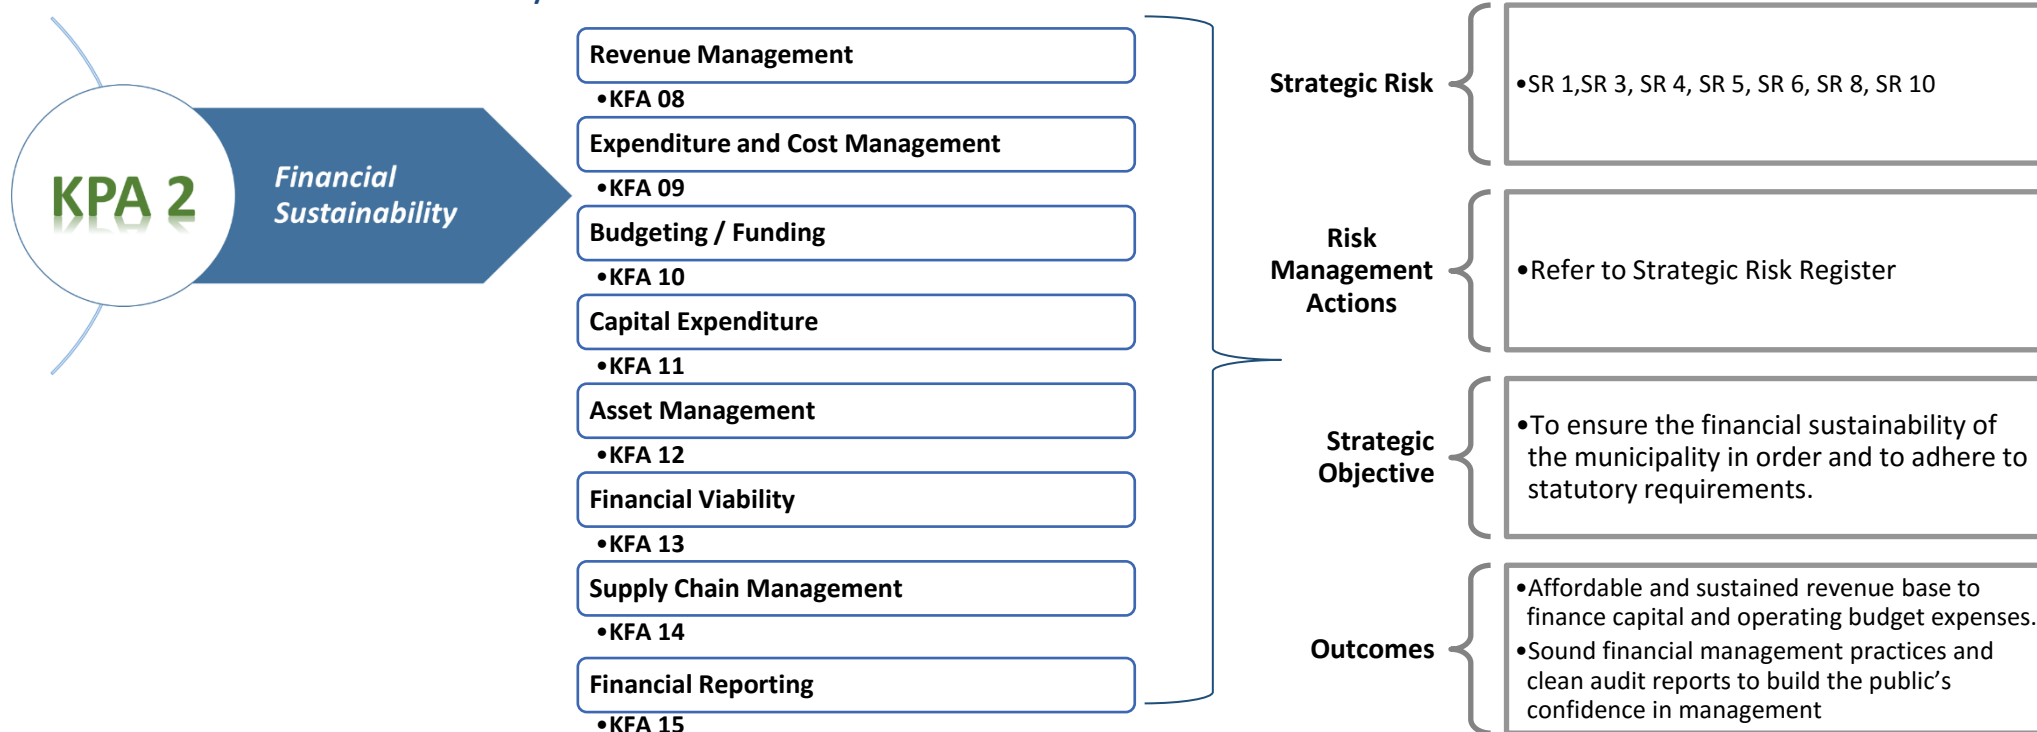 KPA 2
Financial
Sustainability
Revenue Management
•KFA 08
Expenditure and Cost Management
•KFA 09
Budgeting / Funding
•KFA 10
Capital Expenditure
•KFA 11
Asset Management
•KFA 12
Financial Viability
•KFA 13
Supply Chain Management
•KFA 14
Financial Reporting
•KFA 15
Strategic Risk
•SR 1,SR 3, SR 4, SR 5, SR 6, SR 8, SR 10
Risk
Management
Actions
•Refer to Strategic Risk Register
Strategic
Objective
•To ensure the financial sustainability of
the municipality in order and to adhere to
statutory requirements.
Outcomes
•Affordable and sustained revenue base to
finance capital and operating budget expenses.
•Sound financial management practices and
clean audit reports to build the public’s
confidence in management